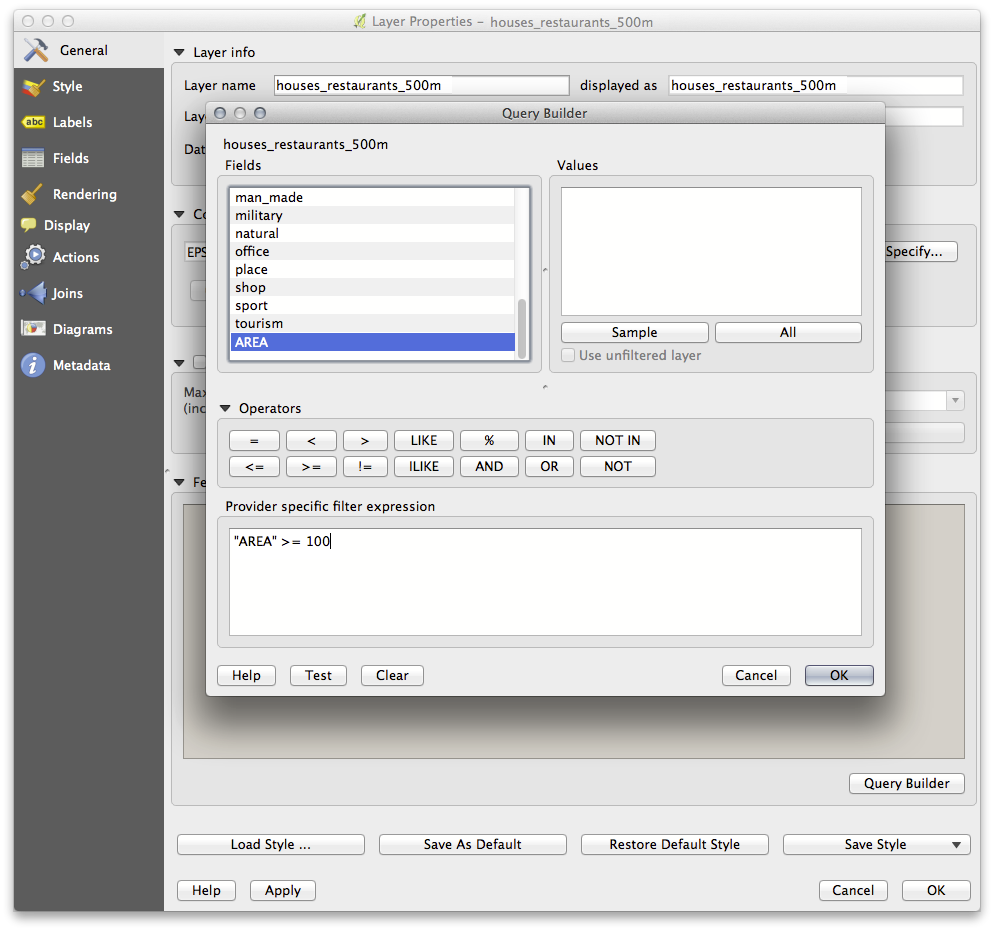 Layer Properties - houses_restaurants_500m
General
Style
Labels
Fields
Rendering
Display
Actions
Joins
Diagrams
Metadata
abc
Layer info
Layer name houses_restaurants_500m displayed as houses_restaurants_500m
Lay
Dat
Co
EPS
Specify...
Max
(inc
Fe
Query Builder
houses_restaurants_500m
Fields
man_made
military
natural
office
place
shop
sport
tourism
AREA
Values
Sample All
Use unfiltered layer
Operators
= < > LIKE % IN NOT IN
<= >= != ILIKE AND OR NOT
Provider specific filter expression
"AREA" >= 100
Help Test Clear Cancel OK
Query Builder
Load Style ... Save As Default Restore Default Style Save Style
Help Apply Cancel OK